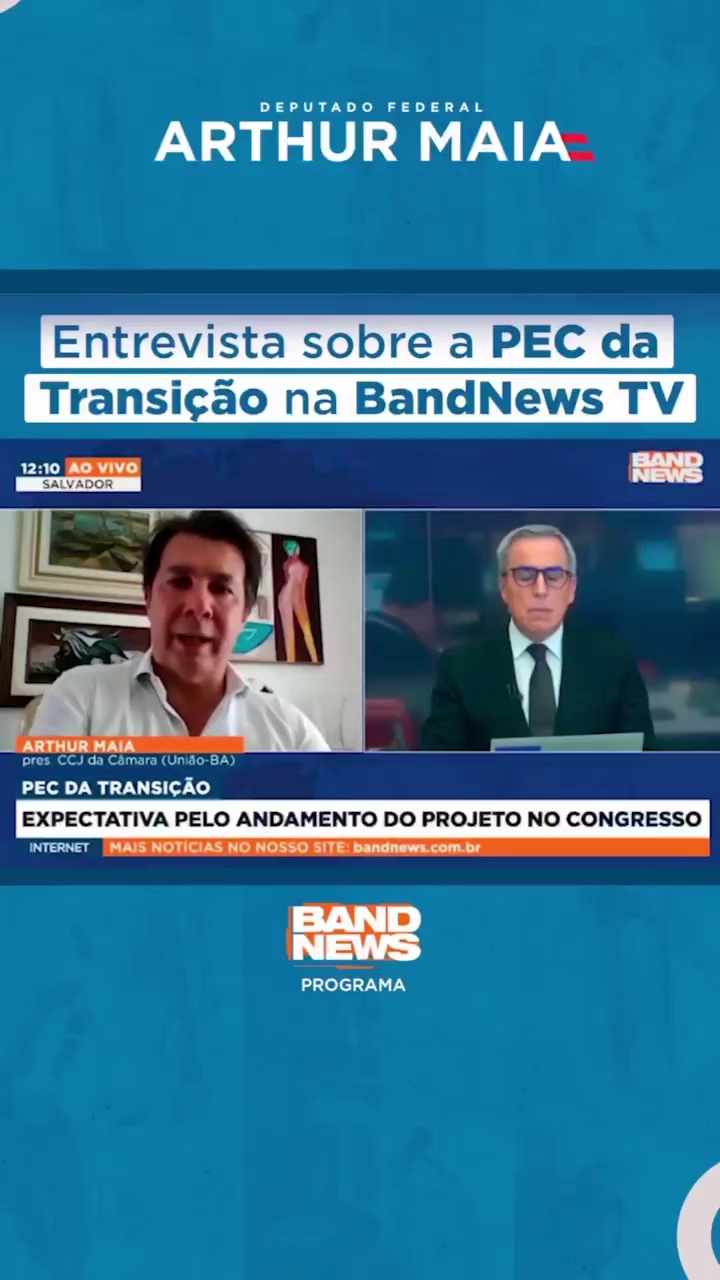 DEPUTADO FEDERAL
ARTHUR MAIA
Entrevista sobre a PEC da
Transição na BandNews TV
12:10 AO VIVO
SALVADOR
BAND
NEWS
ARTHUR MAIA
pres. CCJ da Câmara (União-BA)
PEC DA TRANSIÇÃO
EXPECTATIVA PELO ANDAMENTO DO PROJETO NO CONGRESSO
INTERNET MAIS NOTÍCIAS NO NOSSO SITE: bandnews.com.br
BAND
NEWS
PROGRAMA